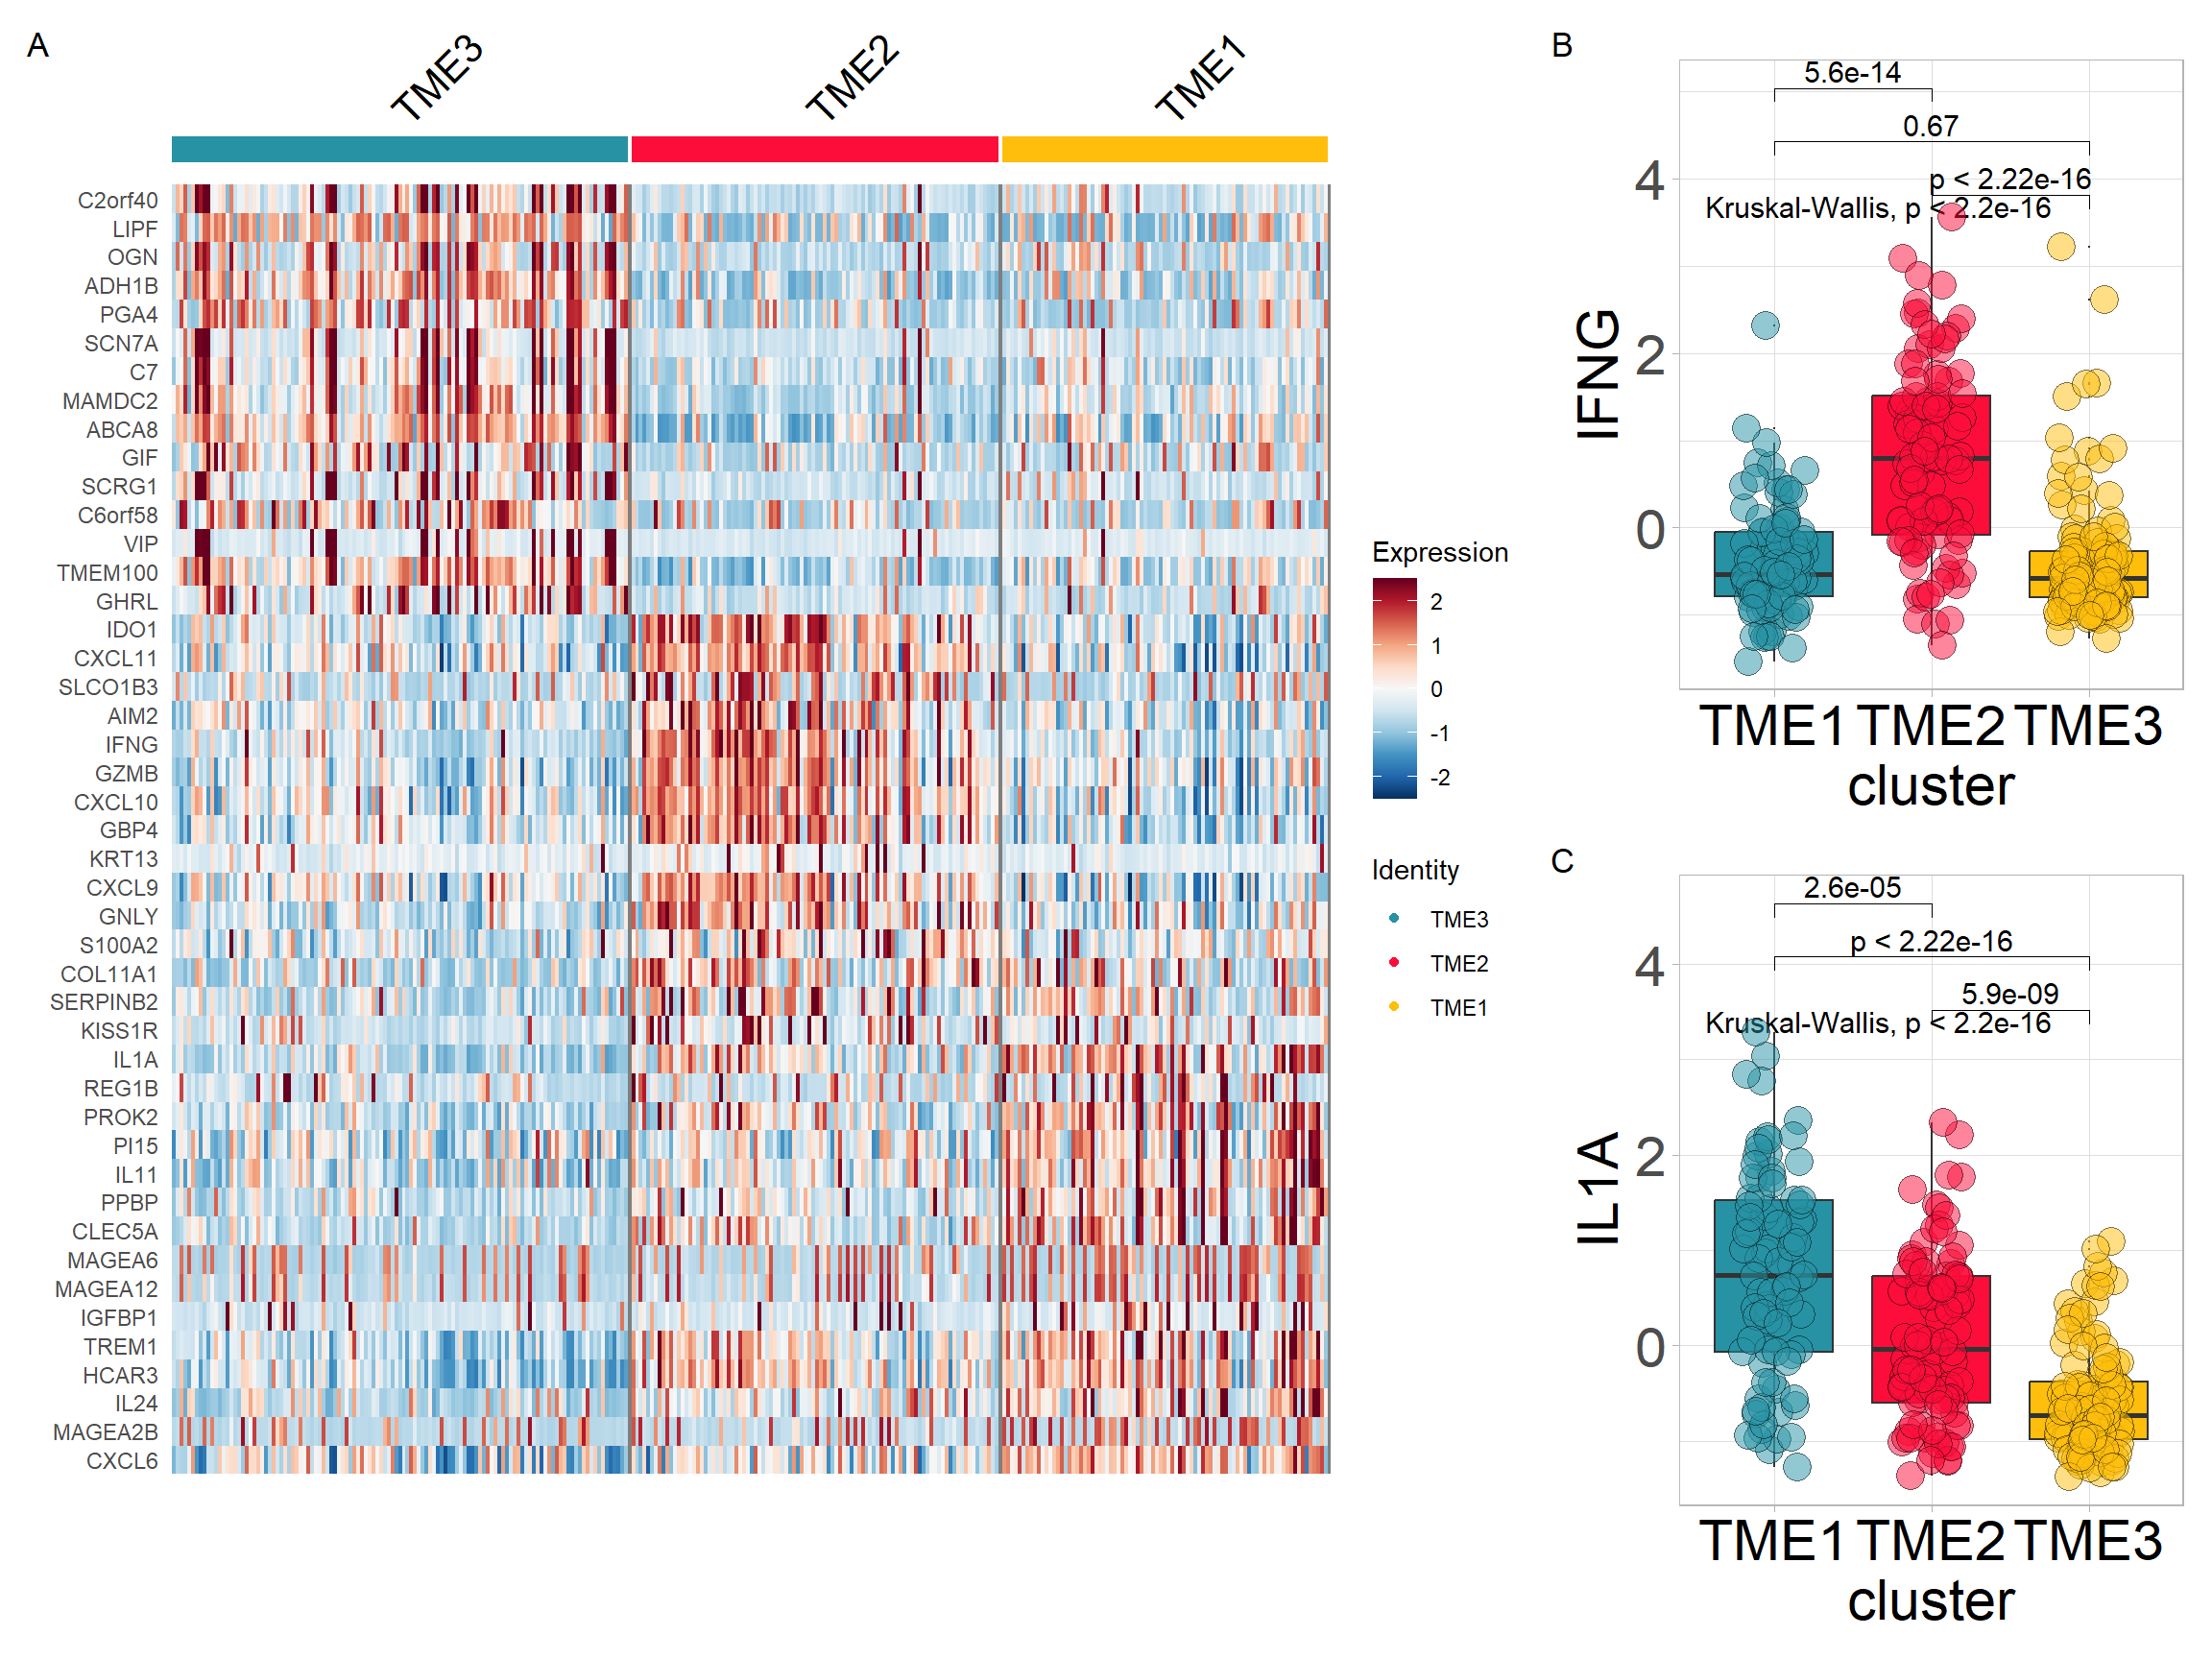 A
TME3
TME2
TME1
C2orf40
LIPF
OGN
ADH1B
PGA4
SCN7A
C7
MAMDC2
ABCA8
GIF
SCRG1
C6orf58
VIP
TMEM100
GHRL
IDO1
CXCL11
SLCO1B3
AIM2
IFNG
GZMB
CXCL10
GBP4
KRT13
CXCL9
GNLY
S100A2
COL11A1
SERPINB2
KISS1R
IL1A
REG1B
PROK2
PI15
IL11
PPBP
CLEC5A
MAGEA6
MAGEA12
IGFBP1
TREM1
HCAR3
IL24
MAGEA2B
CXCL6
Expression
2
1
0
-1
-2
Identity
TME3
TME2
TME1
B
5.6e-14
0.67
p < 2.22e-16
Kruskal-Wallis, p < 2.2e-16
4
2
0
IFNG
TME1 TME2 TME3
cluster
C
2.6e-05
p < 2.22e-16
5.9e-09
Kruskal-Wallis, p < 2.2e-16
4
2
0
IL1A
TME1 TME2 TME3
cluster